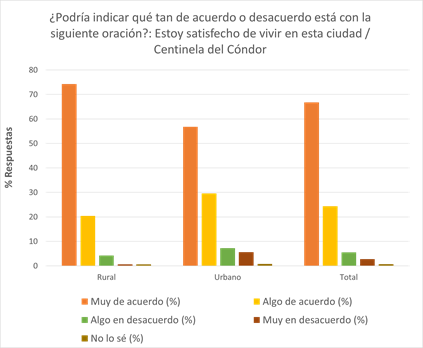 ¿Podría indicar qué tan de acuerdo o desacuerdo está con la
siguiente oración?: Estoy satisfecho de vivir en esta ciudad /
Centinela del Cóndor
% Respuestas
80
70
60
50
40
30
20
10
0
Rural
Urbano
Total
Muy de acuerdo (%)
Algo de acuerdo (%)
Algo en desacuerdo (%)
Muy en desacuerdo (%)
No lo sé (%)